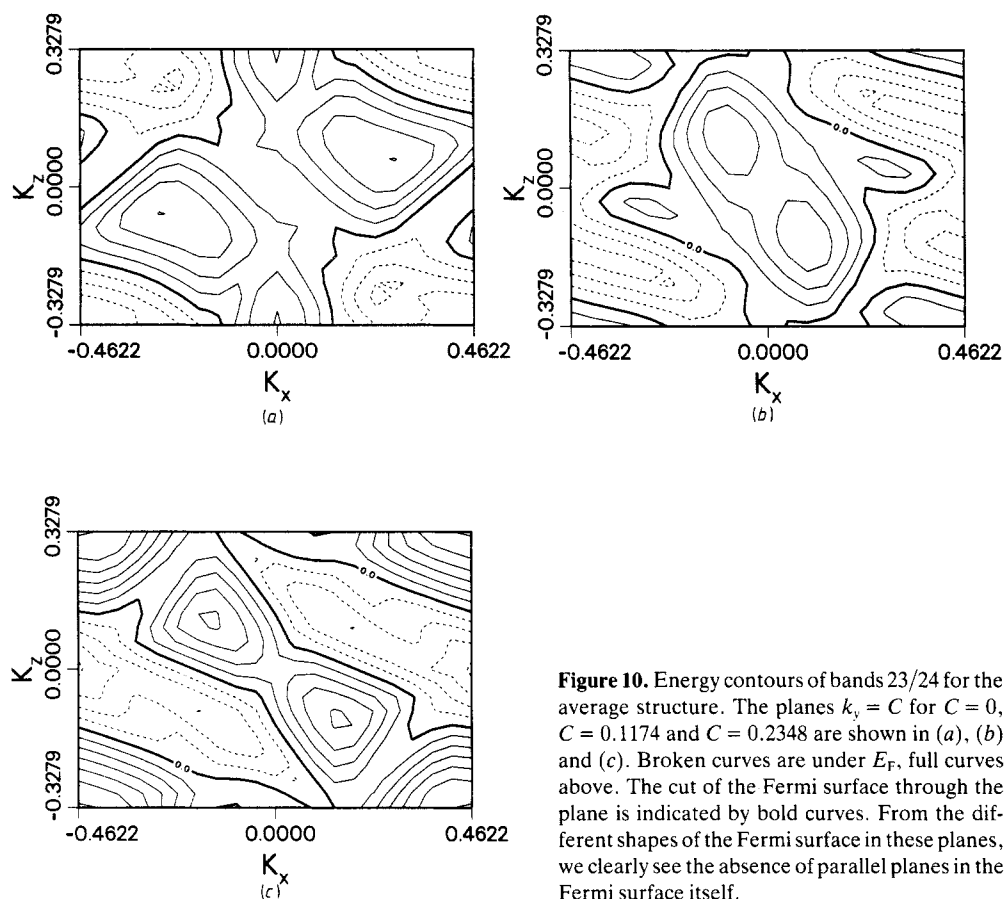 0.3279
K_z
0.0000
-0.3279
-0.4622 0.0000 0.4622
K_x
(a)
0.3279
K_z
0.0000
-0.3279
0.0
0.0
-0.4622 0.0000 0.4622
K_x
(b)
0.3279
K_z
0.0000
-0.3279
0.0
0.0
-0.4622 0.0000 0.4622
K_x
(c)
Figure 10. Energy contours of bands 23/24 for the
average structure. The planes k_y = C for C = 0,
C = 0.1174 and C = 0.2348 are shown in (a), (b)
and (c). Broken curves are under E_F, full curves
above. The cut of the Fermi surface through the
plane is indicated by bold curves. From the dif-
ferent shapes of the Fermi surface in these planes,
we clearly see the absence of parallel planes in the
Fermi surface itself.